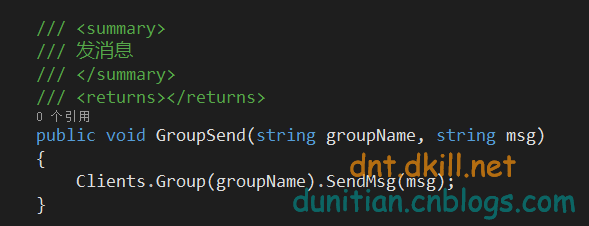 /// <summary>
/// 发消息
/// </summary>
/// <returns></returns>
0 个引用
public void GroupSend(string groupName, string msg)
{
    Clients.Group(groupName).SendMsg(msg);
}
dnt.dkill.net
dunitian.cnblogs.com